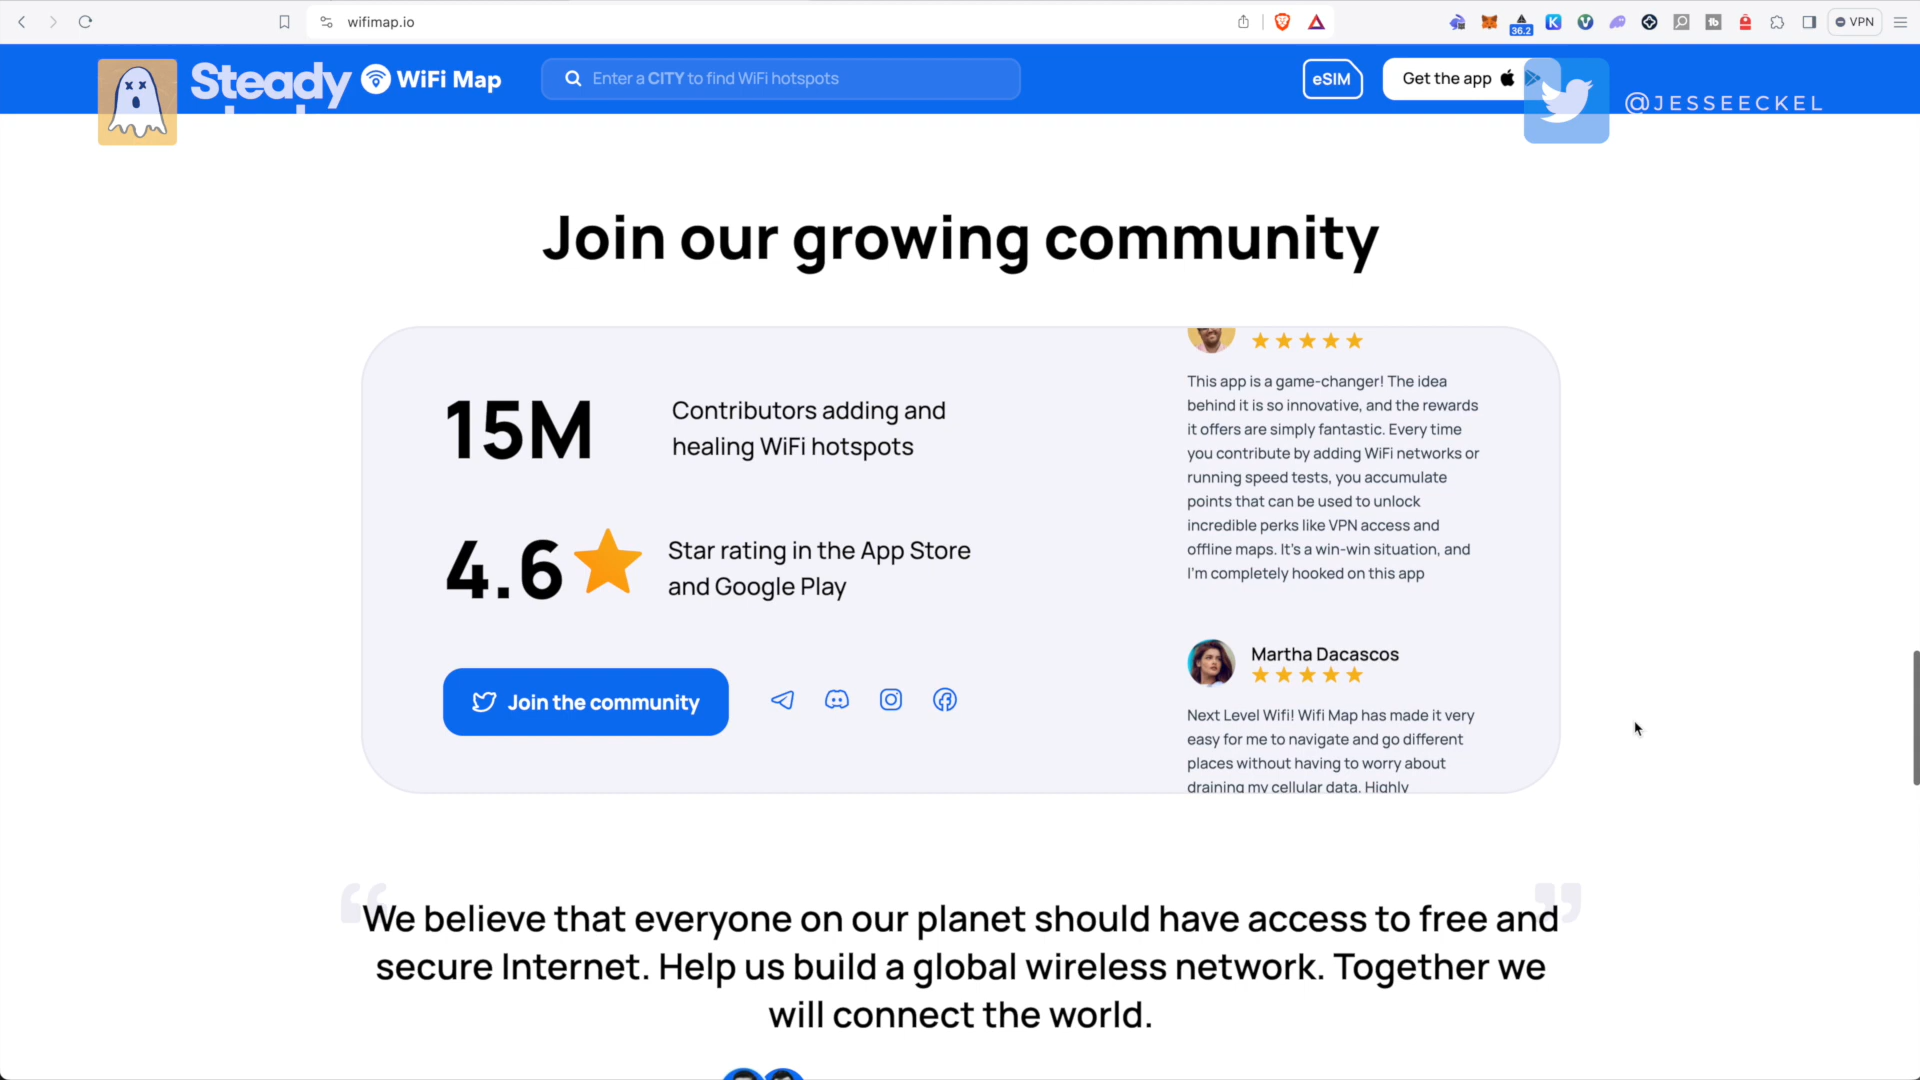 wifimap.io
36.2
VPN
Steady
WiFi Map
Enter a CITY to find WiFi hotspots
eSIM
Get the app
@JESSEECKEL
Join our growing community
15M
Contributors adding and
healing WiFi hotspots
4.6
Star rating in the App Store
and Google Play
Join the community
This app is a game-changer! The idea
behind it is so innovative, and the rewards
it offers are simply fantastic. Every time
you contribute by adding WiFi networks or
running speed tests, you accumulate
points that can be used to unlock
incredible perks like VPN access and
offline maps. It's a win-win situation, and
I'm completely hooked on this app
Martha Dacascos
Next Level Wifi! Wifi Map has made it very
easy for me to navigate and go different
places without having to worry about
draining my cellular data. Highly
“We believe that everyone on our planet should have access to free and
secure Internet. Help us build a global wireless network. Together we
will connect the world.”